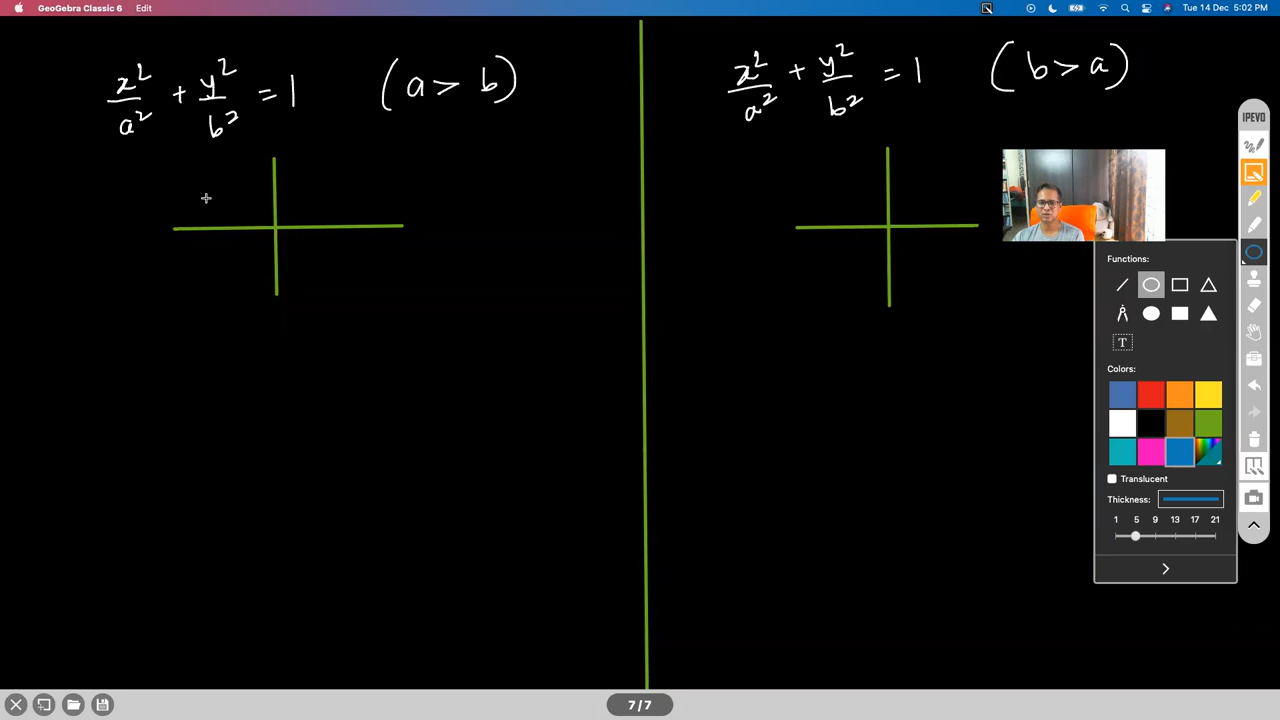 GeoGebra Classic 6 Edit
Tue 14 Dec 5:02 PM
x²/a² + y²/b² = 1 (a > b)
x²/a² + y²/b² = 1 (b > a)
IPEVO
Functions:
T
Colors:
Translucent
Thickness:
1 5 9 13 17 21
7/7